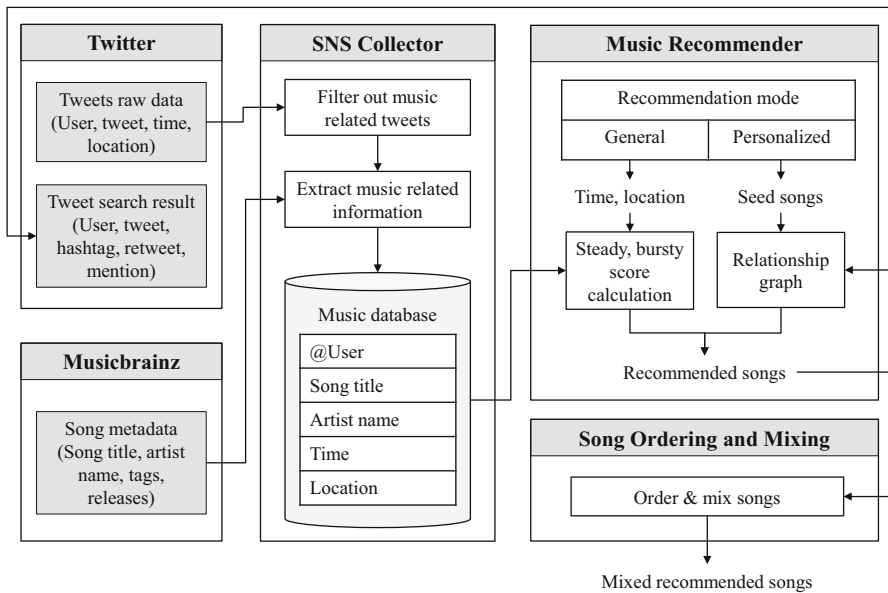 Twitter
Tweets raw data
(User, tweet, time,
location)
Tweet search result
(User, tweet,
hashtag, retweet,
mention)
Musicbrainz
Song metadata
(Song title, artist
name, tags,
releases)
SNS Collector
Filter out music
related tweets
Extract music related
information
Music database
@User
Song title
Artist name
Time
Location
Music Recommender
Recommendation mode
General
Personalized
Time, location
Seed songs
Steady, bursty
score
calculation
Relationship
graph
Recommended songs
Song Ordering and Mixing
Order & mix songs
Mixed recommended songs